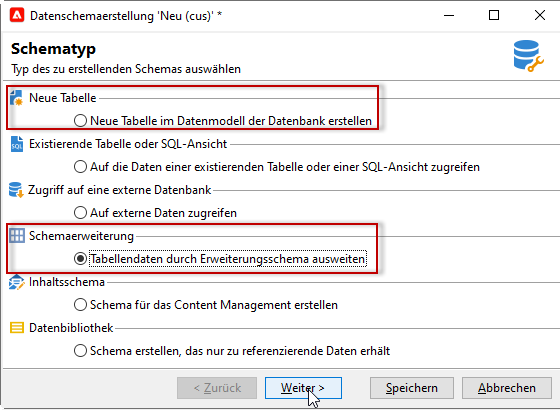 Datenschemaerstellung 'Neu (cus)' *
Schematyp
Typ des zu erstellenden Schemas auswählen
Neue Tabelle
Neue Tabelle im Datenmodell der Datenbank erstellen
Existierende Tabelle oder SQL-Ansicht
Auf die Daten einer existierenden Tabelle oder einer SQL-Ansicht zugreifen
Zugriff auf eine externe Datenbank
Auf externe Daten zugreifen
Schemaerweiterung
Tabellendaten durch Erweiterungsschema ausweiten
Inhaltsschema
Schema für das Content Management erstellen
Datenbibliothek
Schema erstellen, das nur zu referenzierende Daten erhält
< Zurück Weiter > Speichern Abbrechen